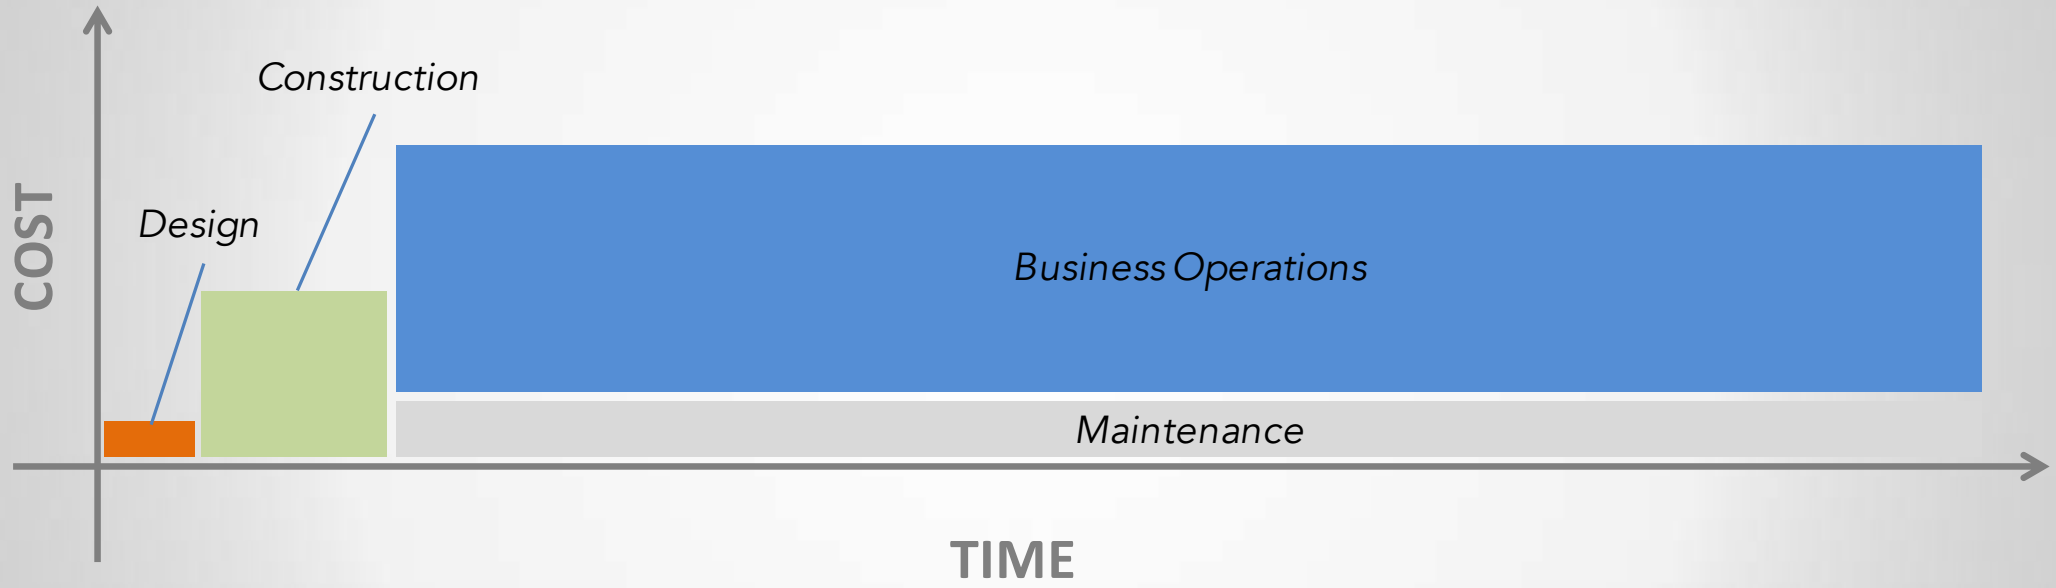 Construction
Design
COST
Business Operations
Maintenance
TIME